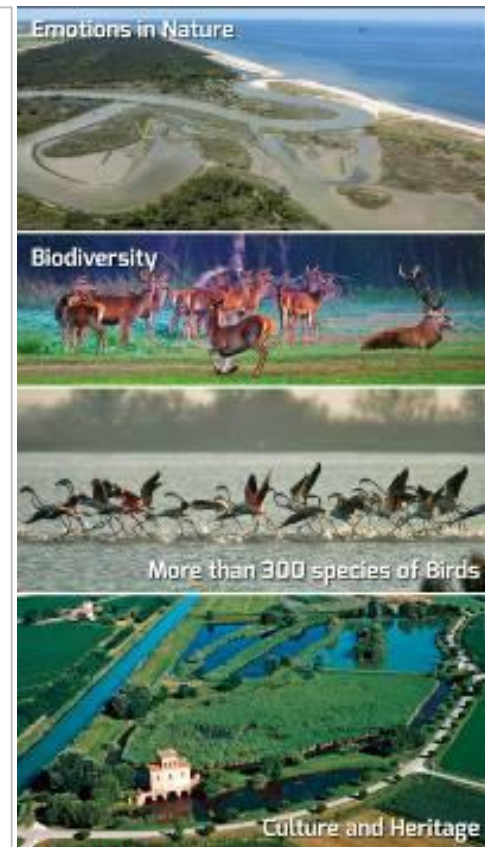 Emotions in Nature
Biodiversity
More than 300 species of Birds
Culture and Heritage